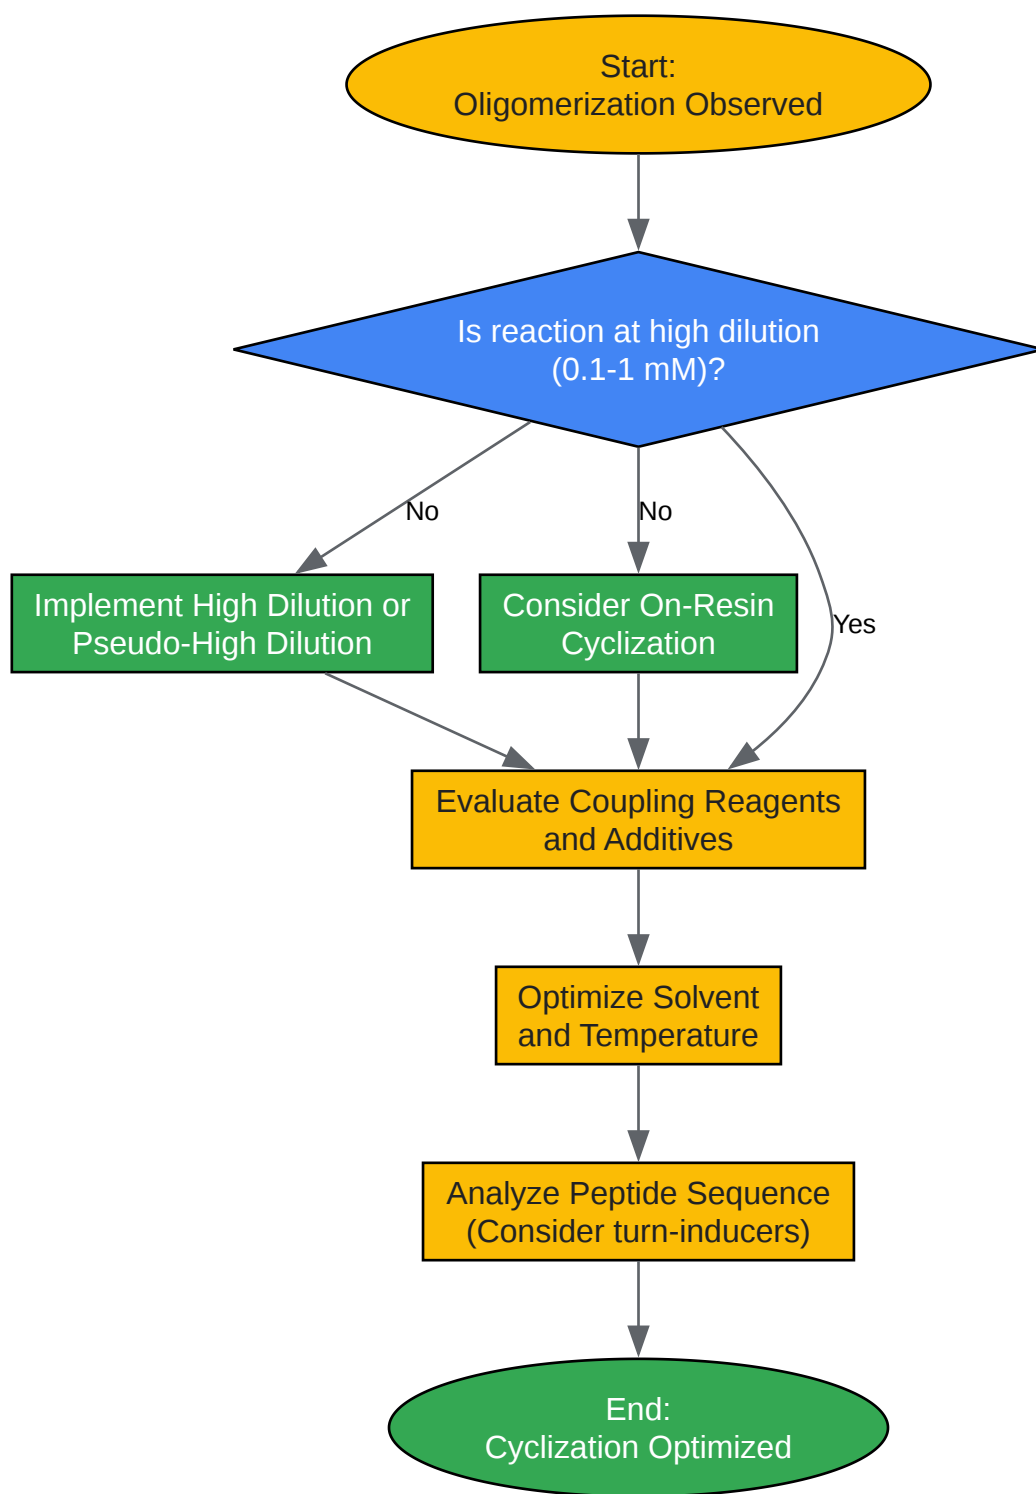 Start:
Oligomerization Observed
Is reaction at high dilution
(0.1-1 mM)?
No
No
Implement High Dilution or
Pseudo-High Dilution
Consider On-Resin
Cyclization
Yes
Evaluate Coupling Reagents
and Additives
Optimize Solvent
and Temperature
Analyze Peptide Sequence
(Consider turn-inducers)
End:
Cyclization Optimized